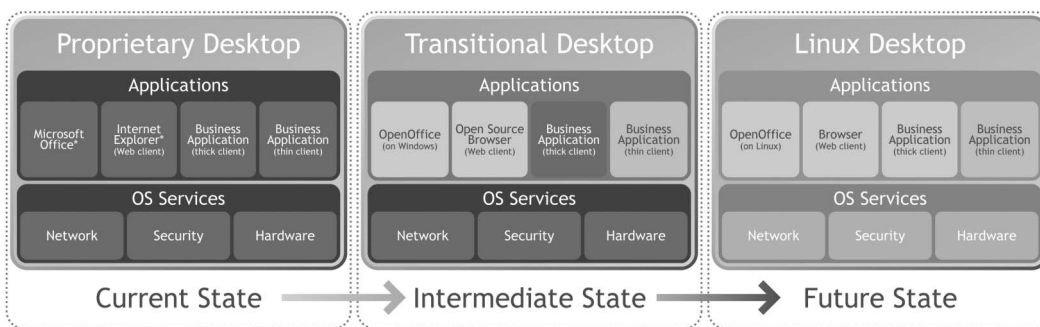 Proprietary Desktop
Applications
Microsoft
Office*
Internet
Explorer*
(Web client)
Business
Application
(thick client)
Business
Application
(thin client)
OS Services
Network
Security
Hardware
Current State
Transitional Desktop
Applications
OpenOffice
(on Windows)
Open Source
Browser
(Web client)
Business
Application
(thick client)
Business
Application
(thin client)
OS Services
Network
Security
Hardware
Intermediate State
Linux Desktop
Applications
OpenOffice
(on Linux)
Browser
(Web client)
Business
Application
(thick client)
Business
Application
(thin client)
OS Services
Network
Security
Hardware
Future State